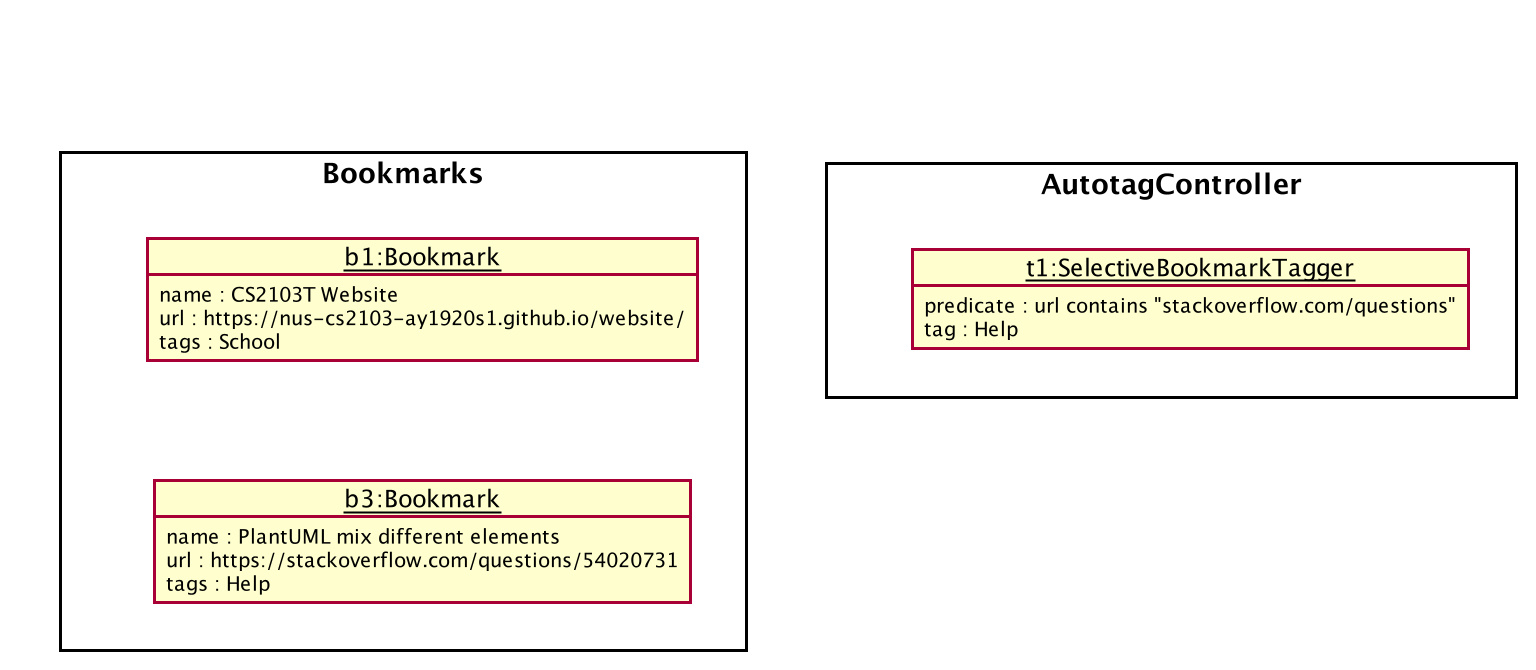 Bookmarks
b1:Bookmark
name : CS2103T Website
url : https://nus-cs2103-ay1920s1.github.io/website/
tags : School
b3:Bookmark
name : PlantUML mix different elements
url : https://stackoverflow.com/questions/54020731
tags : Help
AutotagController
t1:SelectiveBookmarkTagger
predicate : url contains "stackoverflow.com/questions"
tag : Help